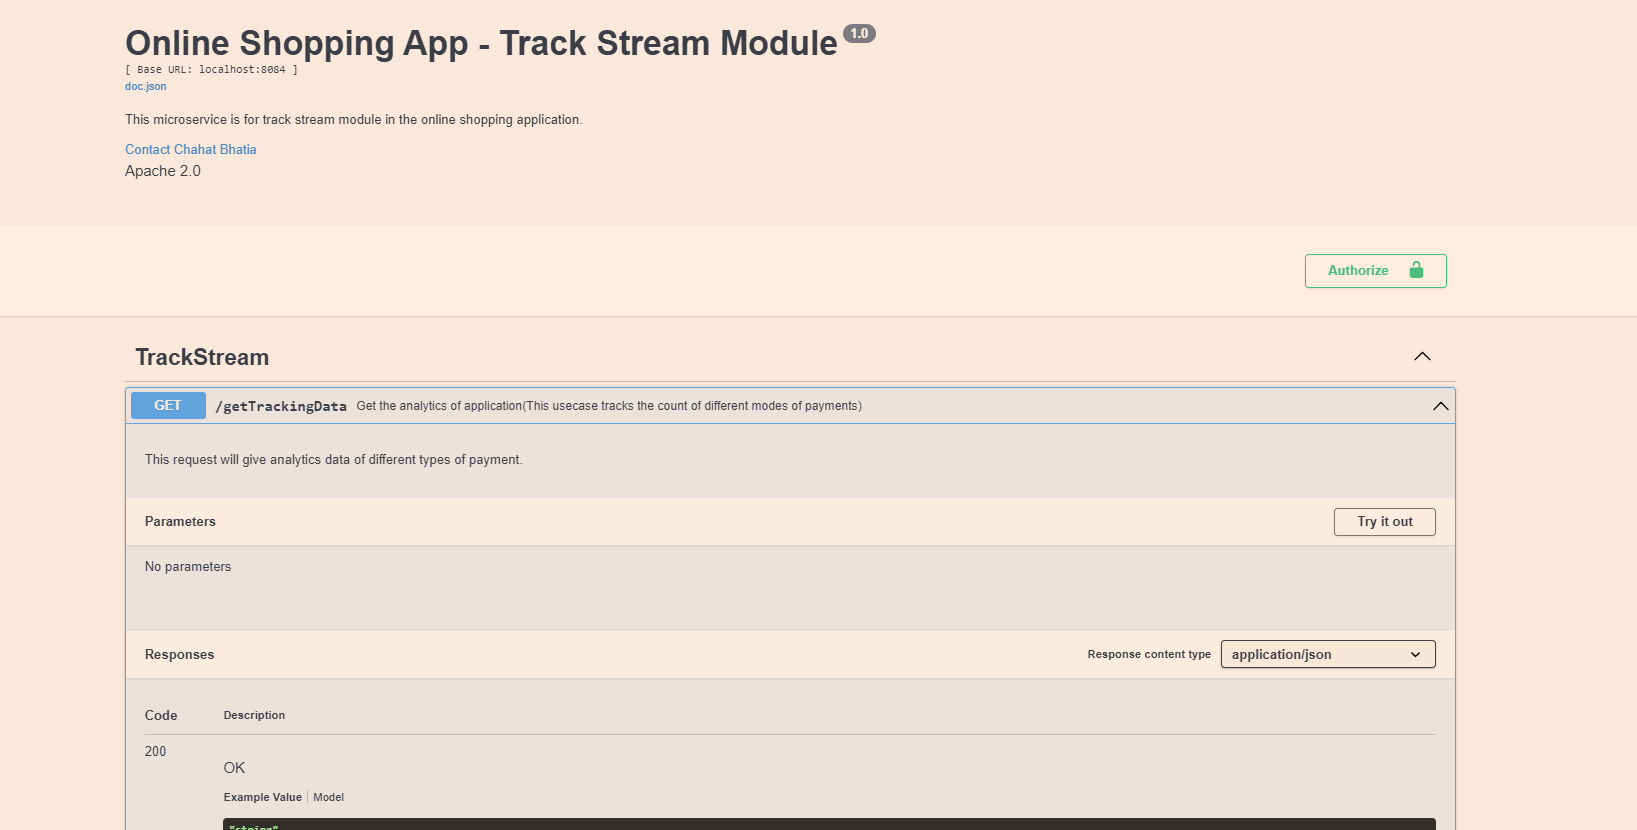 Online Shopping App - Track Stream Module 1.0
[ Base URL: localhost:8084 ]
doc.json
This microservice is for track stream module in the online shopping application.
Contact Chahat Bhatia
Apache 2.0
Authorize
TrackStream
GET /getTrackingData Get the analytics of application(This usecase tracks the count of different modes of payments)
This request will give analytics data of different types of payment.
Parameters Try it out
No parameters
Responses Response content type application/json
Code Description
200
OK
Example Value Model
"string"